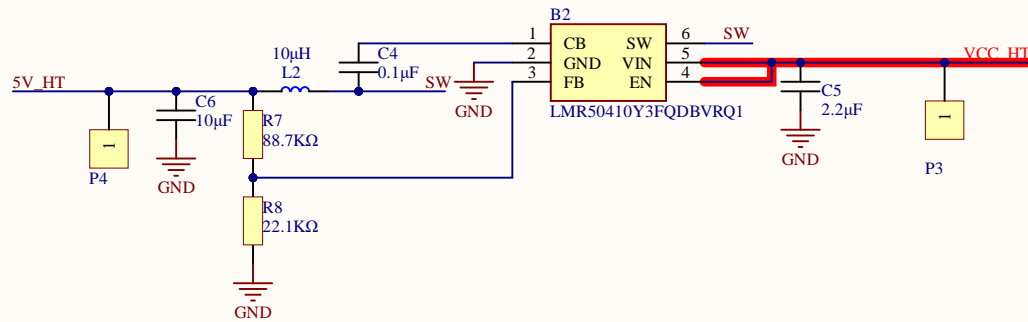 B2
10μH
L2
C4
0.1μF
1
CB
SW
6
SW
2
GND
VIN
5
VCC_HT
3
FB
EN
4
GND
LMR50410Y3FQDBVRQ1
5V_HT
SW
C6
10μF
R7
88.7KΩ
C5
2.2μF
GND
1
P4
GND
1
P3
R8
22.1KΩ
GND